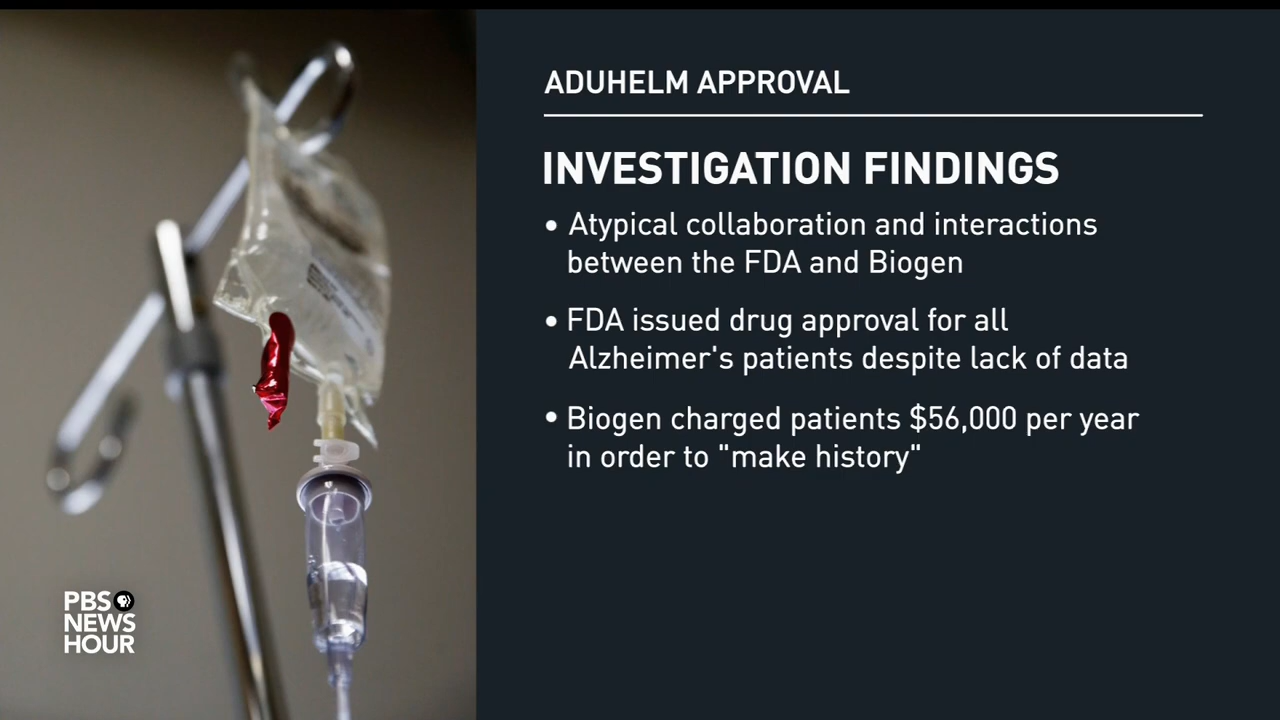 ADUHELM APPROVAL
INVESTIGATION FINDINGS
• Atypical collaboration and interactions
between the FDA and Biogen
• FDA issued drug approval for all
Alzheimer's patients despite lack of data
• Biogen charged patients $56,000 per year
in order to "make history"
PBS
NEWS
HOUR